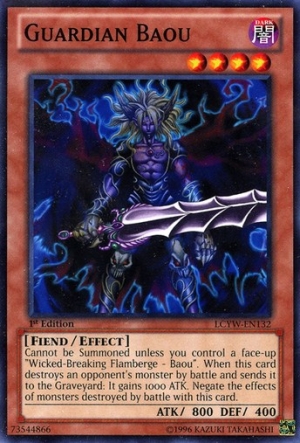 GUARDIAN BAOU
DARK
闇
1st Edition
LCYW-EN132
[FIEND / EFFECT]
Cannot be Summoned unless you control a face-up
"Wicked-Breaking Flamberge - Baou". When this card
destroys an opponent's monster by battle and sends it
to the Graveyard: It gains 1000 ATK. Negate the effects
of monsters destroyed by battle with this card.
ATK/ 800 DEF/ 400
73544866
©1996 KAZUKI TAKAHASHI